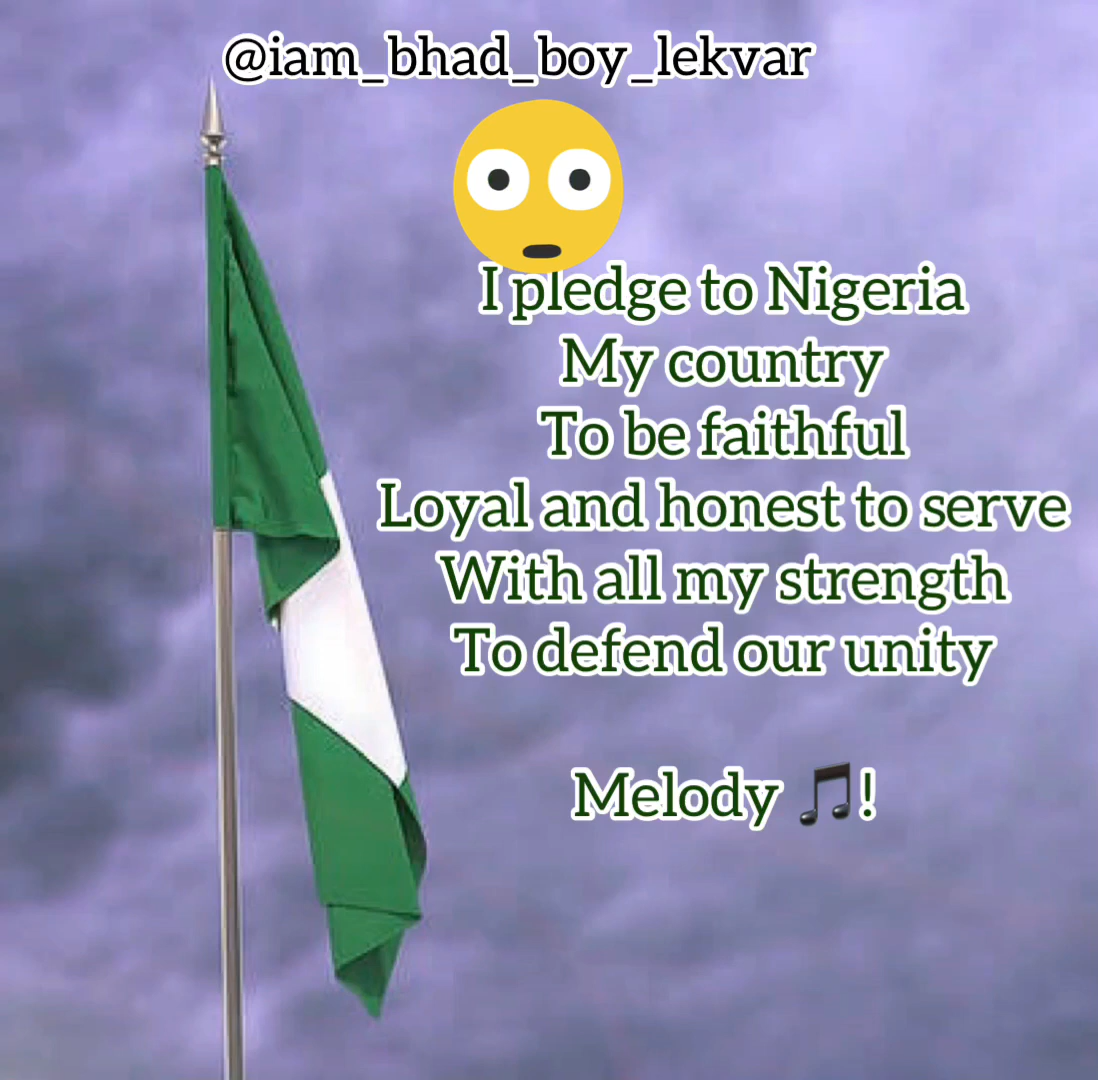 @iam_bhad_boy_lekvar
I pledge to Nigeria
My country
To be faithful
Loyal and honest to serve
With all my strength
To defend our unity
Melody 🎵!